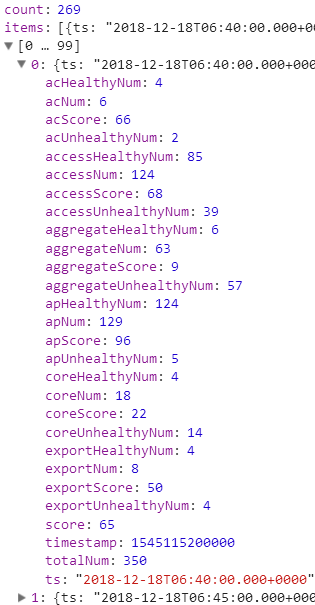 count: 269
items: [{ts: "2018-12-18T06:40:00.000+00
▼[0 … 99]
▼0: {ts: "2018-12-18T06:40:00.000+0
acHealthyNum: 4
acNum: 6
acScore: 66
acUnhealthyNum: 2
accessHealthyNum: 85
accessNum: 124
accessScore: 68
accessUnhealthyNum: 39
aggregateHealthyNum: 6
aggregateNum: 63
aggregateScore: 9
aggregateUnhealthyNum: 57
apHealthyNum: 124
apNum: 129
apScore: 96
apUnhealthyNum: 5
coreHealthyNum: 4
coreNum: 18
coreScore: 22
coreUnhealthyNum: 14
exportHealthyNum: 4
exportNum: 8
exportScore: 50
exportUnhealthyNum: 4
score: 65
timestamp: 1545115200000
totalNum: 350
ts: "2018-12-18T06:40:00.000+0000"
▶1: {ts: "2018-12-18T06:45:00.000+0